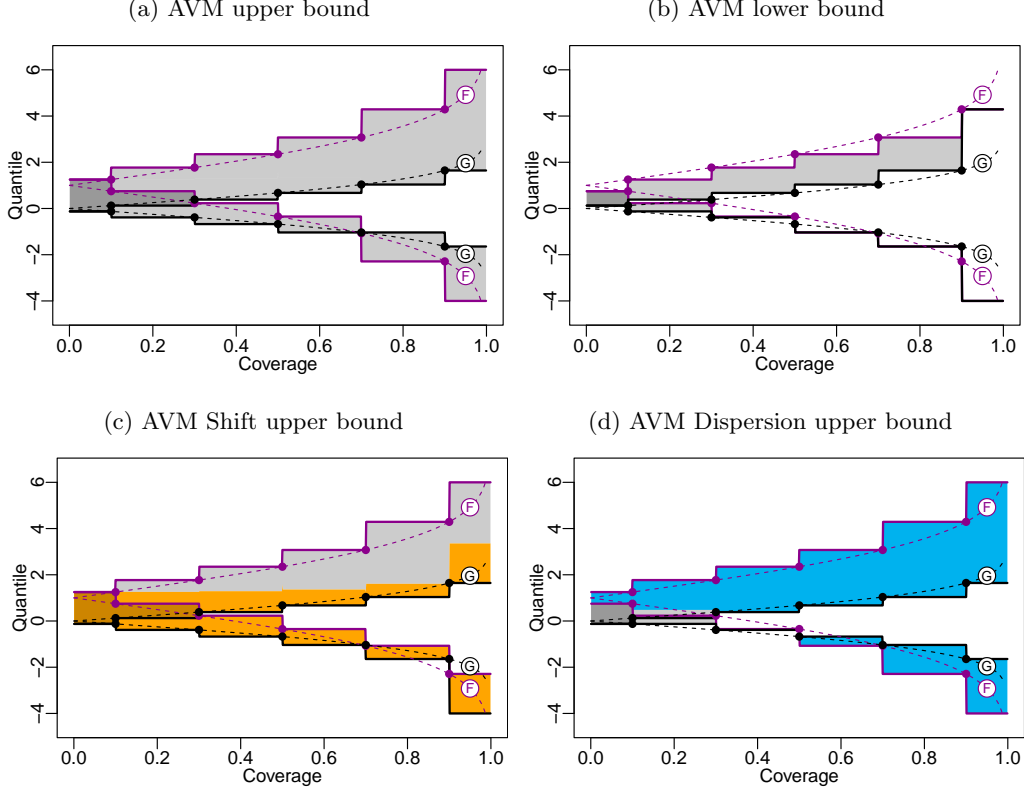 (a) AVM upper bound
6
4
2
0
−2
−4
Quantile
F
G
G
F
0.0 0.2 0.4 0.6 0.8 1.0
Coverage
(b) AVM lower bound
6
4
2
0
−2
−4
Quantile
F
G
G
F
0.0 0.2 0.4 0.6 0.8 1.0
Coverage
(c) AVM Shift upper bound
6
4
2
0
−2
−4
Quantile
F
G
G
F
0.0 0.2 0.4 0.6 0.8 1.0
Coverage
(d) AVM Dispersion upper bound
6
4
2
0
−2
−4
Quantile
F
G
G
F
0.0 0.2 0.4 0.6 0.8 1.0
Coverage